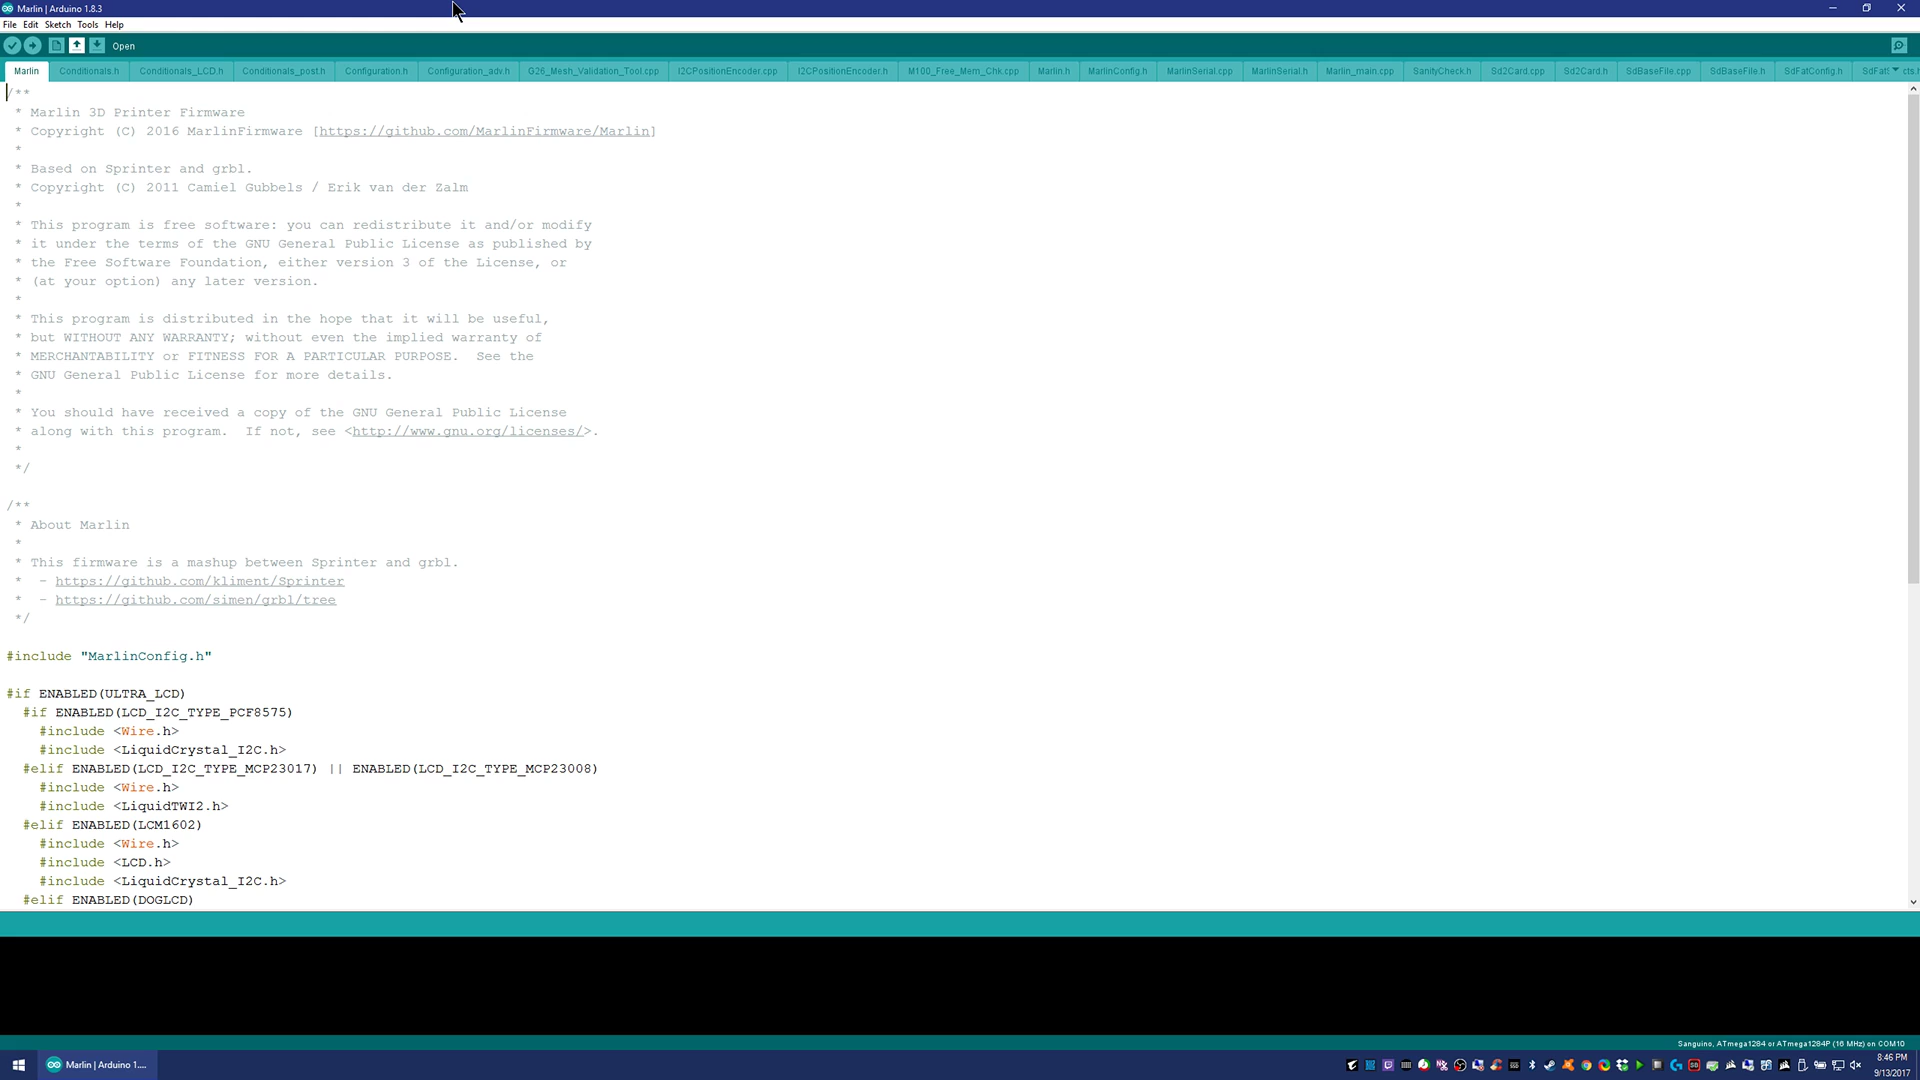 Marlin | Arduino 1.8.3
File Edit Sketch Tools Help
Open
Marlin Conditionals.h Conditionals_LCD.h Conditionals_post.h Configuration.h Configuration_adv.h G26_Mesh_Validation_Tool.cpp I2CPositionEncoder.cpp I2CPositionEncoder.h M100_Free_Mem_Chk.cpp Marlin.h MarlinConfig.h MarlinSerial.cpp MarlinSerial.h Marlin_main.cpp SanityCheck.h Sd2Card.cpp Sd2Card.h SdBaseFile.cpp SdBaseFile.h SdFatConfig.h SdFatS cts.h
/**
* Marlin 3D Printer Firmware
* Copyright (C) 2016 MarlinFirmware [https://github.com/MarlinFirmware/Marlin]
*
* Based on Sprinter and grbl.
* Copyright (C) 2011 Camiel Gubbels / Erik van der Zalm
*
* This program is free software: you can redistribute it and/or modify
* it under the terms of the GNU General Public License as published by
* the Free Software Foundation, either version 3 of the License, or
* (at your option) any later version.
*
* This program is distributed in the hope that it will be useful,
* but WITHOUT ANY WARRANTY; without even the implied warranty of
* MERCHANTABILITY or FITNESS FOR A PARTICULAR PURPOSE.  See the
* GNU General Public License for more details.
*
* You should have received a copy of the GNU General Public License
* along with this program.  If not, see <http://www.gnu.org/licenses/>.
*
*/
/**
* About Marlin
*
* This firmware is a mashup between Sprinter and grbl.
*  - https://github.com/kliment/Sprinter
*  - https://github.com/simen/grbl/tree
*/
#include "MarlinConfig.h"
#if ENABLED(ULTRA_LCD)
#if ENABLED(LCD_I2C_TYPE_PCF8575)
#include <Wire.h>
#include <LiquidCrystal_I2C.h>
#elif ENABLED(LCD_I2C_TYPE_MCP23017) || ENABLED(LCD_I2C_TYPE_MCP23008)
#include <Wire.h>
#include <LiquidTWI2.h>
#elif ENABLED(LCM1602)
#include <Wire.h>
#include <LCD.h>
#include <LiquidCrystal_I2C.h>
#elif ENABLED(DOGLCD)
Sanguino, ATmega1284 or ATmega1284P (16 MHz) on COM10
Marlin | Arduino 1....
8:46 PM
9/13/2017